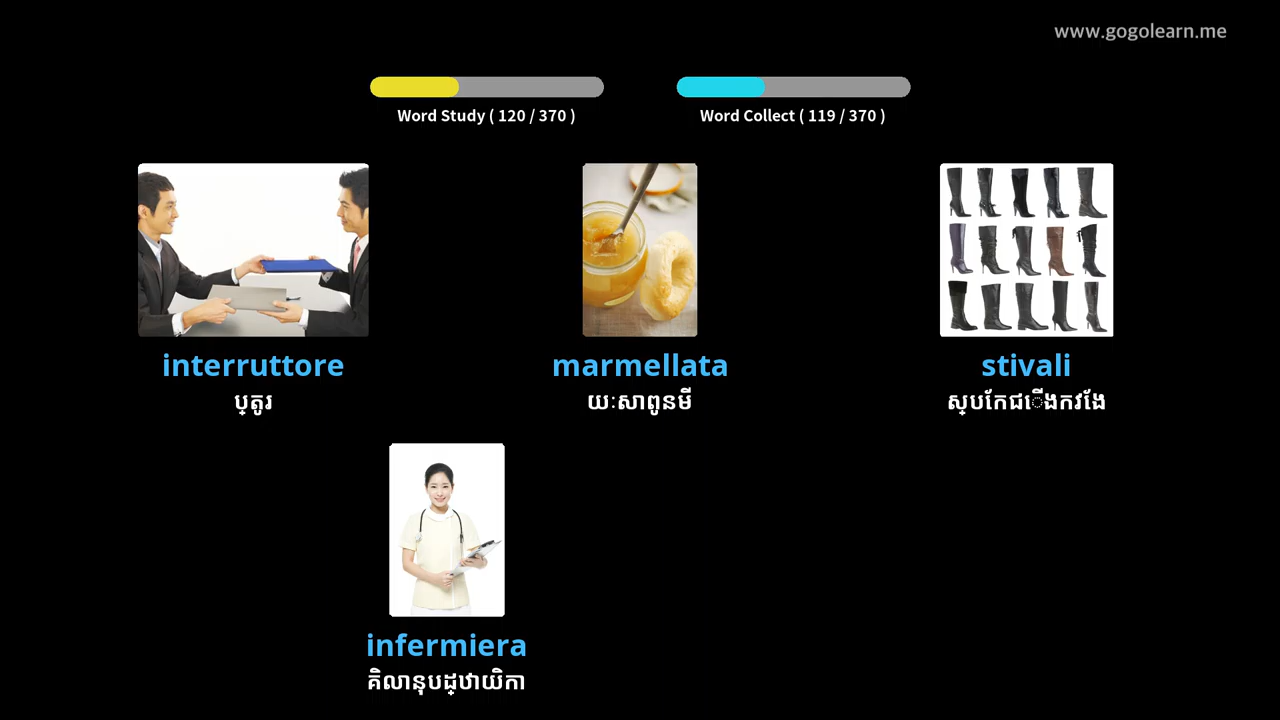 www.gogolearn.me
Word Study ( 120 / 370 )
Word Collect ( 119 / 370 )
interruttore
ប្តូរ
marmellata
យៈសាពូនមី
stivali
ស្បែកជើងកវែង
infermiera
គិលានុបដ្ឋាយិកា